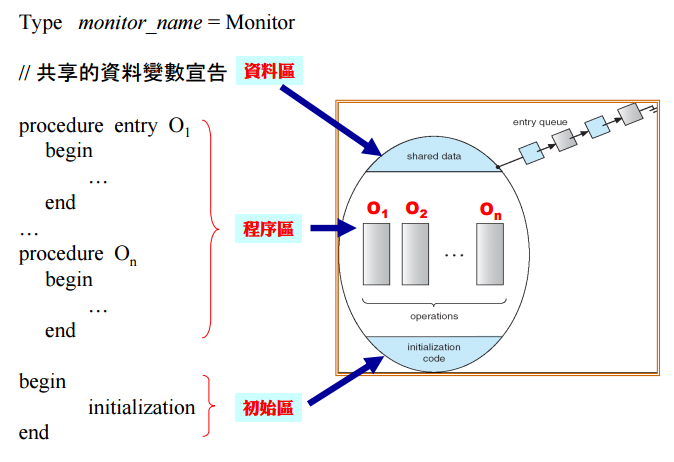 Type monitor_name = Monitor
// 共享的資料變數宣告 資料區
procedure entry O1
begin
…
end
…
procedure On
begin
…
end
程序區
begin
initialization
end
初始區
entry queue
shared data
O1 O2 On
…
operations
initialization
code